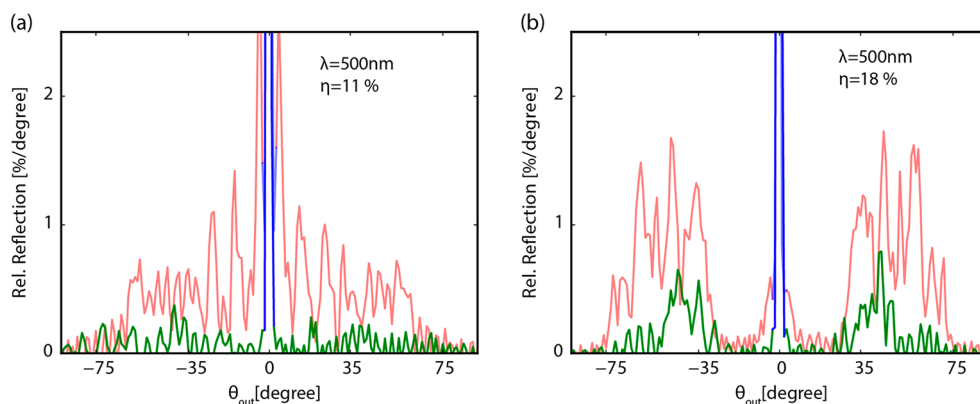 (a)
Rel. Reflection [%/degree]
2
1
0
λ=500nm
η=11 %
−75
−35
0
35
75
θout[degree]
(b)
Rel. Reflection [%/degree]
2
1
0
λ=500nm
η=18 %
−75
−35
0
35
75
θout[degree]